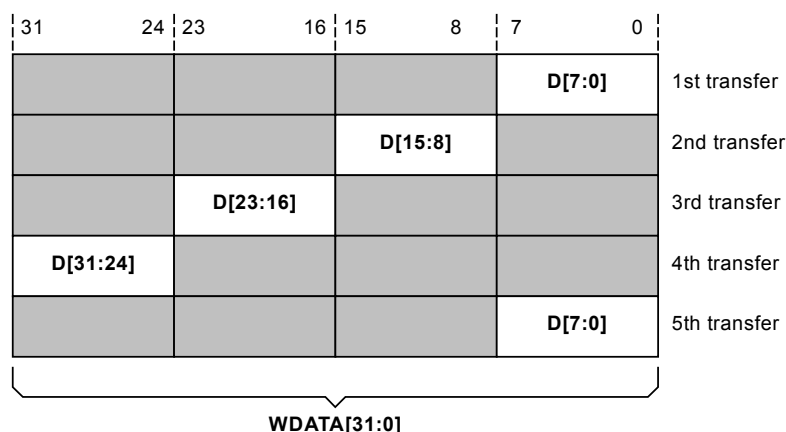 31 24 23 16 15 8 7 0
D[7:0] 1st transfer
D[15:8] 2nd transfer
D[23:16] 3rd transfer
D[31:24] 4th transfer
D[7:0] 5th transfer
WDATA[31:0]